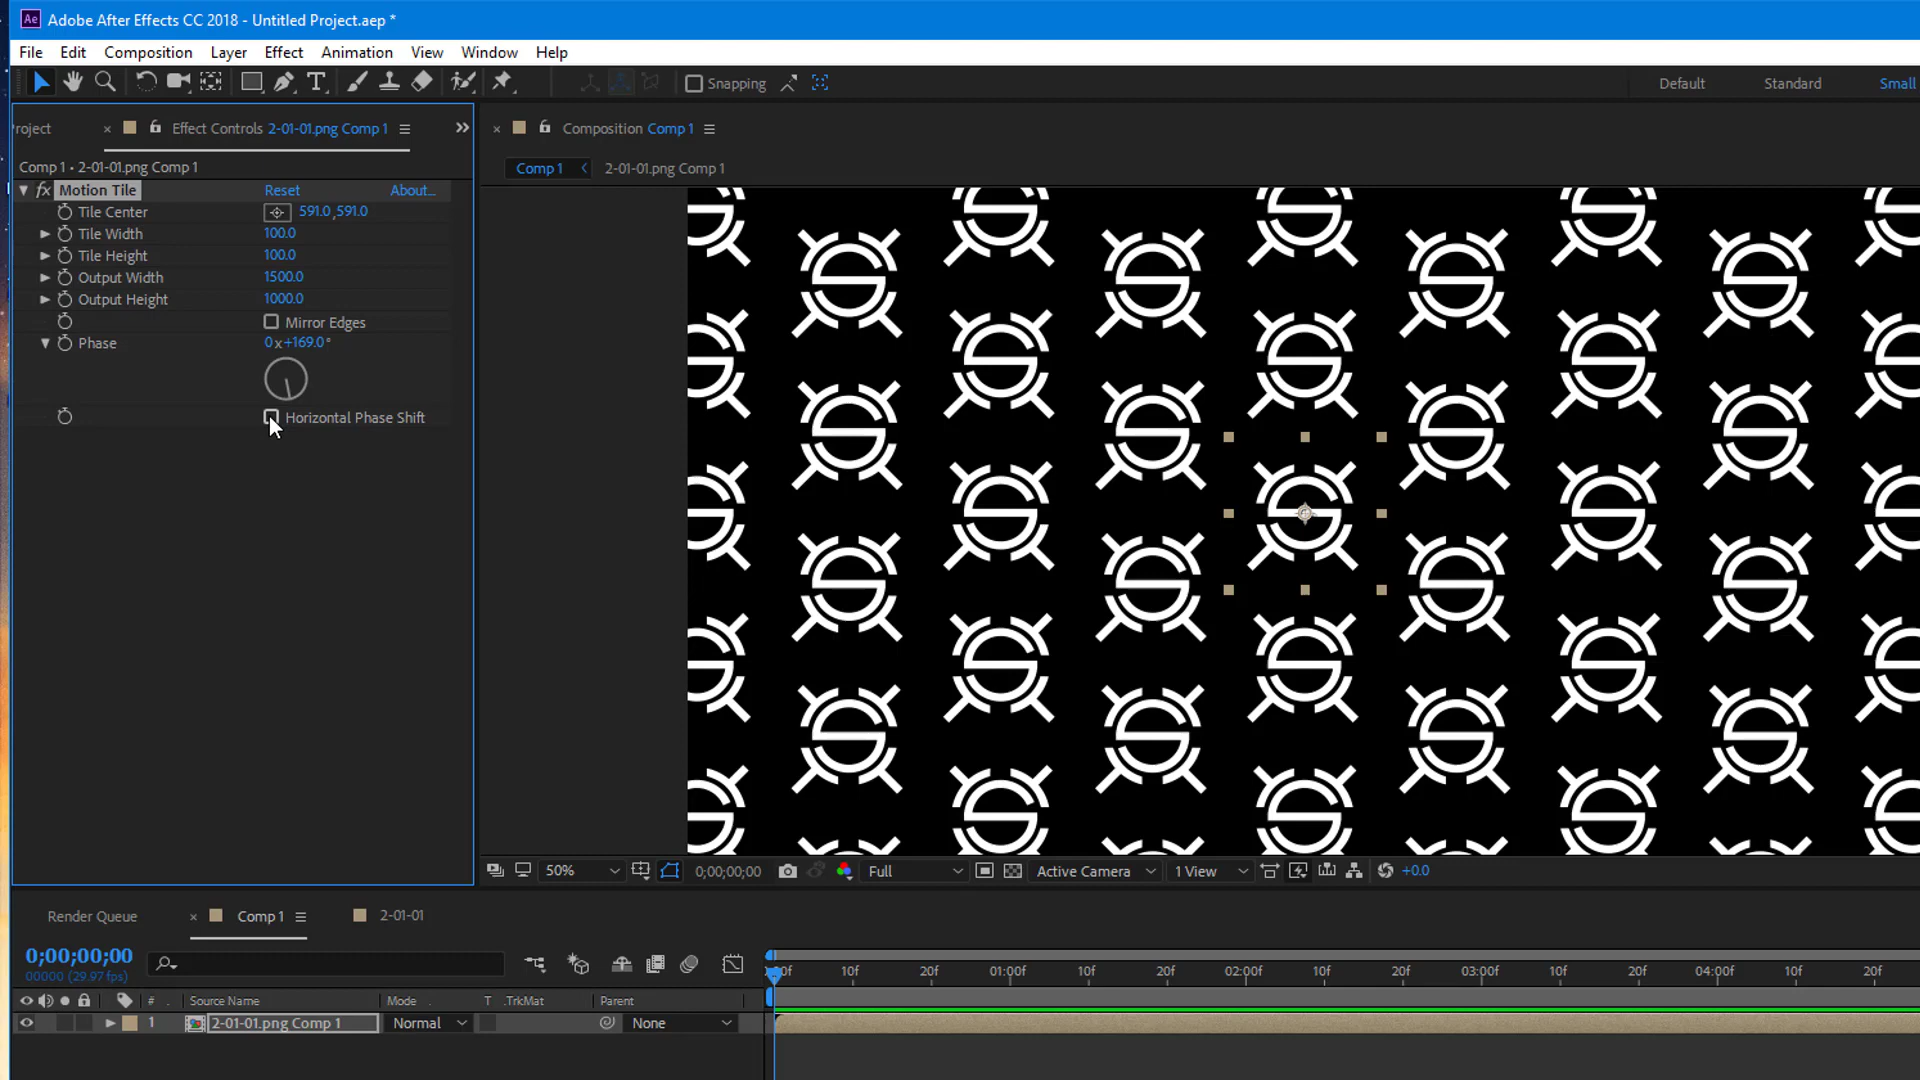 Ae Adobe After Effects CC 2018 - Untitled Project.aep *
File Edit Composition Layer Effect Animation View Window Help
T Snapping Default Standard Small
roject × Effect Controls 2-01-01.png Comp 1 × Composition Comp 1
Comp 1 • 2-01-01.png Comp 1
Comp 1 2-01-01.png Comp 1
fx Motion Tile Reset About...
Tile Center 591.0,591.0
Tile Width 100.0
Tile Height 100.0
Output Width 1500.0
Output Height 1000.0
Mirror Edges
Phase 0x+169.0°
Horizontal Phase Shift
50% 0;00;00;00 Full Active Camera 1 View +0.0
Render Queue × Comp 1 2-01-01
0;00;00;00
00000 (29.97 fps)
10f 20f 01:00f 10f 20f 02:00f 10f 20f 03:00f 10f 20f 04:00f 10f 20f
# Source Name Mode T .TrkMat Parent
1 2-01-01.png Comp 1 Normal None